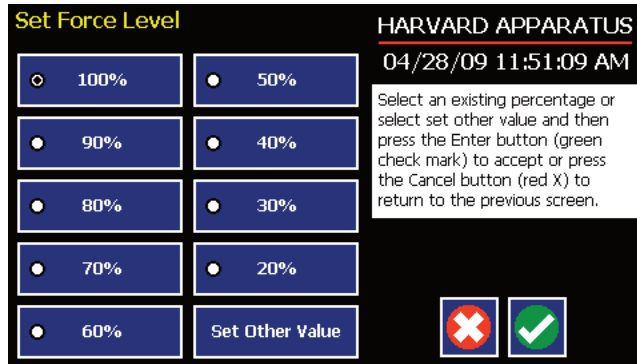 Set Force Level
100%
90%
80%
70%
60%
50%
40%
30%
20%
Set Other Value
HARVARD APPARATUS
04/28/09 11:51:09 AM
Select an existing percentage or
select set other value and then
press the Enter button (green
check mark) to accept or press
the Cancel button (red X) to
return to the previous screen.